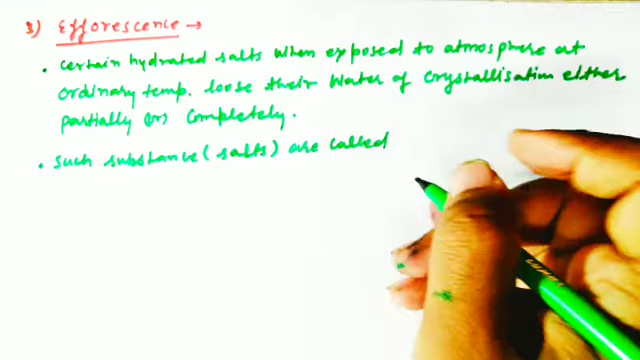 3) Efforescence →
• certain hydrated salts when exposed to atmosphere at
ordinary temp. loose their water of crystallisation either
partially (or) completely.
• such substance (salts) are called